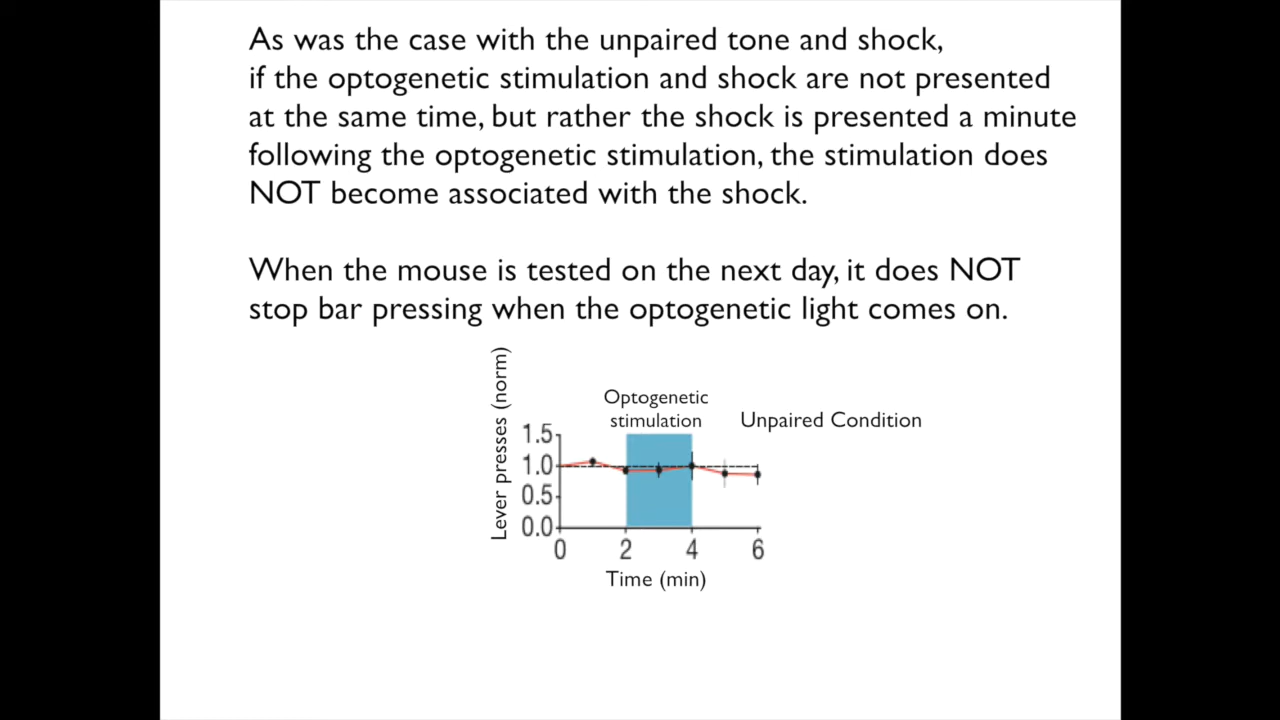 As was the case with the unpaired tone and shock,
if the optogenetic stimulation and shock are not presented
at the same time, but rather the shock is presented a minute
following the optogenetic stimulation, the stimulation does
NOT become associated with the shock.
When the mouse is tested on the next day, it does NOT
stop bar pressing when the optogenetic light comes on.
Lever presses (norm)
Optogenetic
stimulation
Unpaired Condition
1.5
1.0
0.5
0.0
0 2 4 6
Time (min)